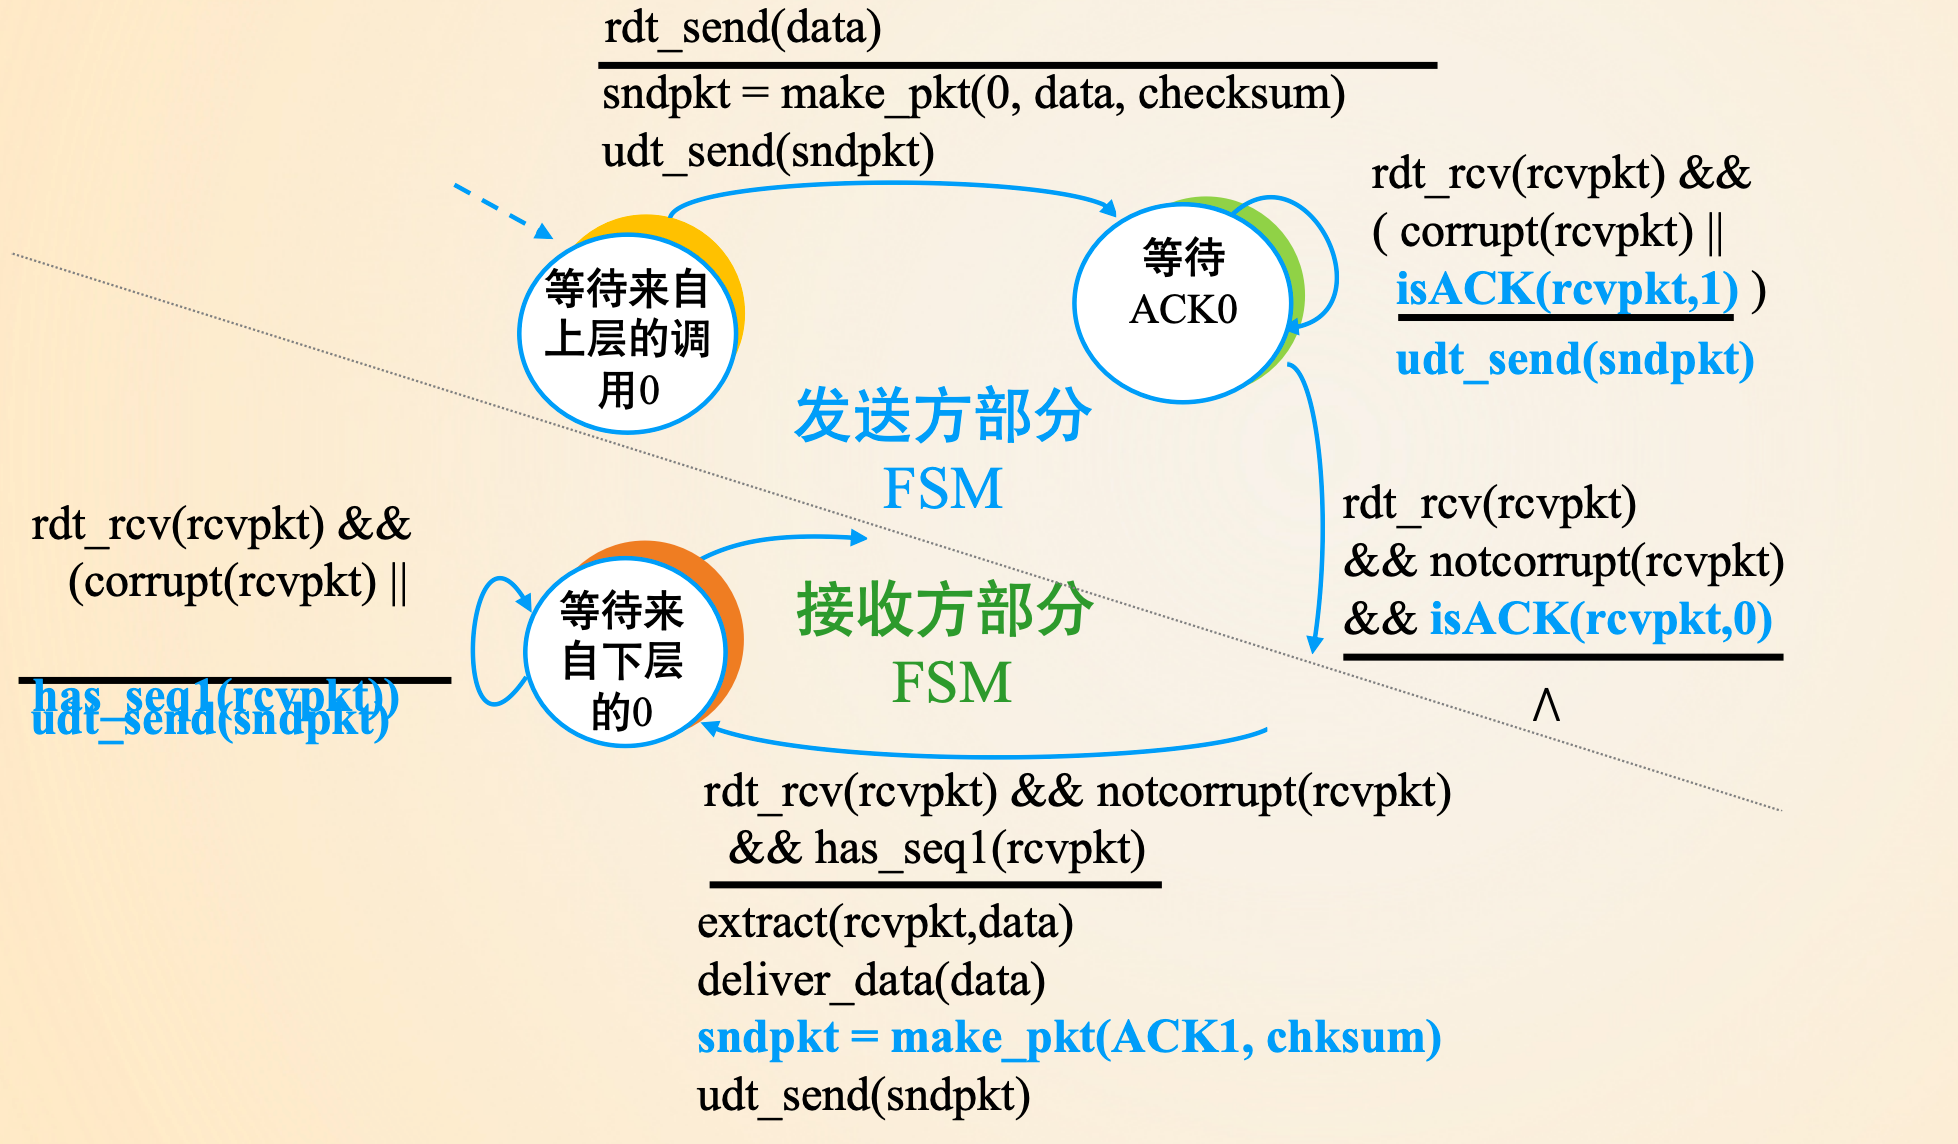 rdt_send(data)
sndpkt = make_pkt(0, data, checksum)
udt_send(sndpkt)
rdt_rcv(rcvpkt) &&
( corrupt(rcvpkt) ||
isACK(rcvpkt,1) )
udt_send(sndpkt)
等待来自
上层的调
用0
等待
ACK0
发送方部分
FSM
rdt_rcv(rcvpkt)
&& notcorrupt(rcvpkt)
&& isACK(rcvpkt,0)
Λ
rdt_rcv(rcvpkt) &&
(corrupt(rcvpkt) ||
has_seq1(rcvpkt))
udt_send(sndpkt)
等待来
自下层
的0
接收方部分
FSM
rdt_rcv(rcvpkt) && notcorrupt(rcvpkt)
&& has_seq1(rcvpkt)
extract(rcvpkt,data)
deliver_data(data)
sndpkt = make_pkt(ACK1, chksum)
udt_send(sndpkt)